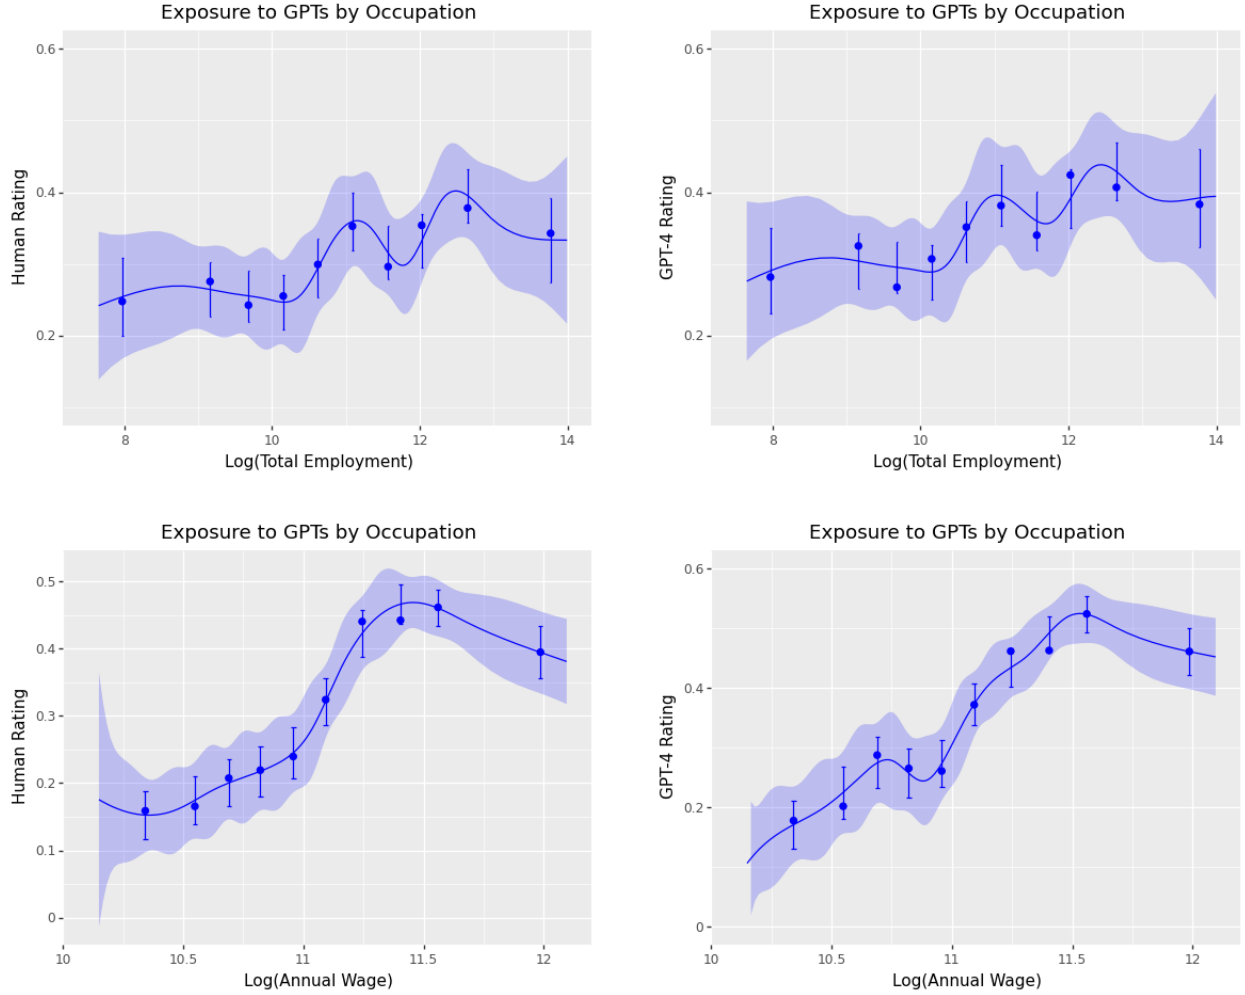 Exposure to GPTs by Occupation
0.6
0.4
0.2
Human Rating
8
10
12
14
Log(Total Employment)
Exposure to GPTs by Occupation
0.6
0.4
0.2
GPT-4 Rating
8
10
12
14
Log(Total Employment)
Exposure to GPTs by Occupation
0.5
0.4
0.3
0.2
0.1
0
Human Rating
10
10.5
11
11.5
12
Log(Annual Wage)
Exposure to GPTs by Occupation
0.6
0.4
0.2
0
GPT-4 Rating
10
10.5
11
11.5
12
Log(Annual Wage)